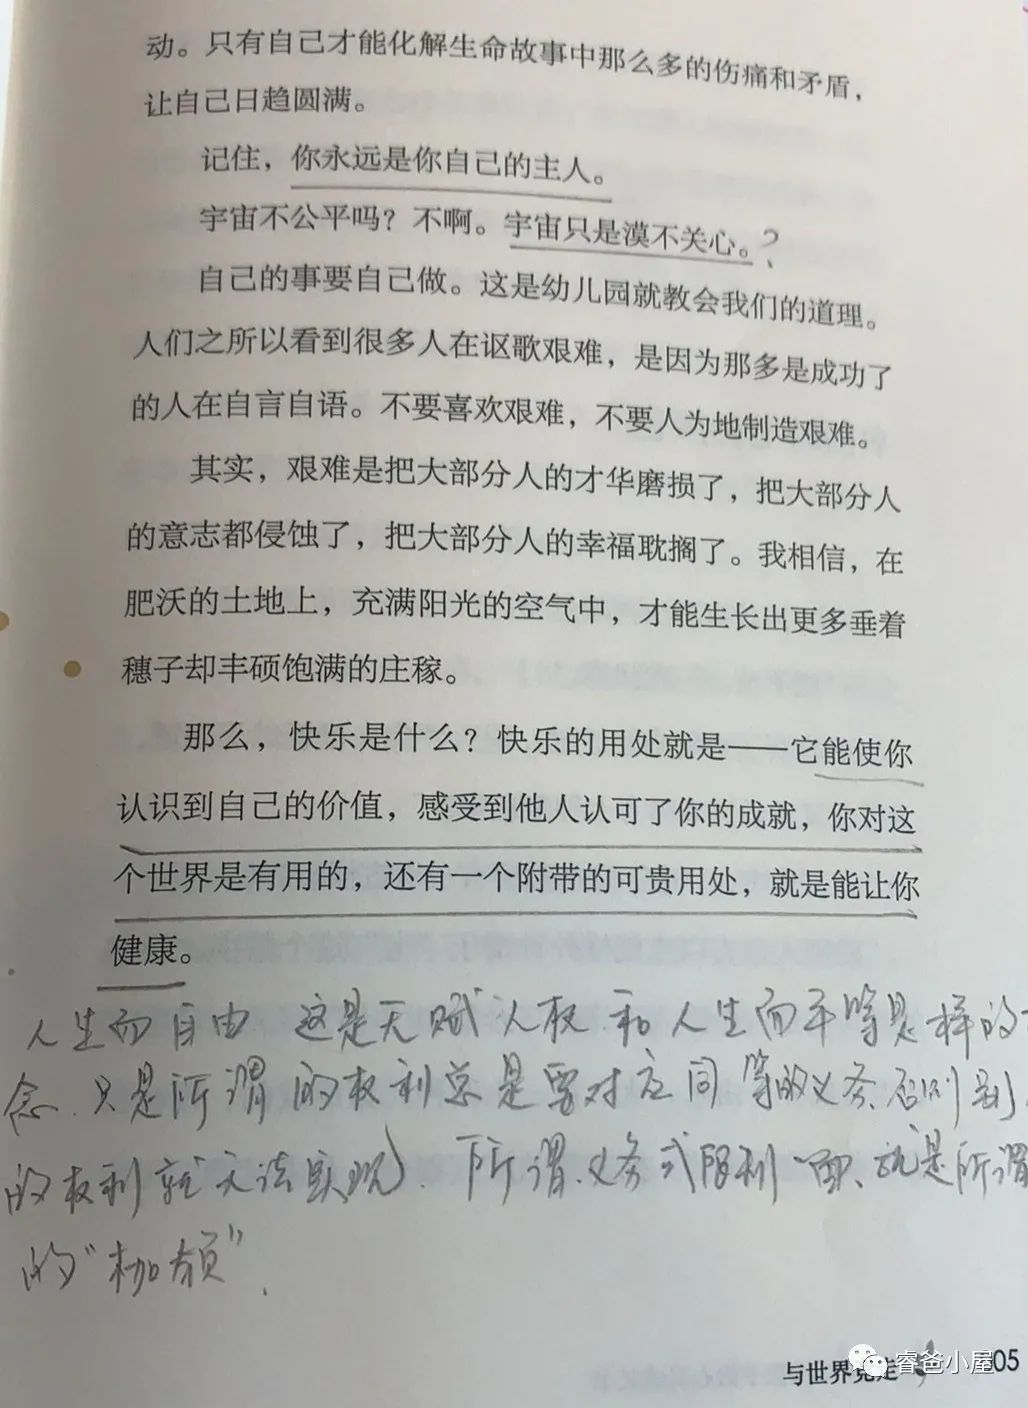 动。只有自己才能化解生命故事中那么多的伤痛和矛盾，
让自己日趋圆满。
记住，你永远是你自己的主人。
宇宙不公平吗？不啊。宇宙只是漠不关心。？
自己的事要自己做。这是幼儿园就教会我们的道理。
人们之所以看到很多人在讴歌艰难，是因为那多是成功了
的人在自言自语。不要喜欢艰难，不要人为地制造艰难。
其实，艰难是把大部分人的才华磨损了，把大部分人
的意志都侵蚀了，把大部分人的幸福耽搁了。我相信，在
肥沃的土地上，充满阳光的空气中，才能生长出更多垂着
穗子却丰硕饱满的庄稼。
那么，快乐是什么？快乐的用处就是——它能使你
认识到自己的价值，感受到他人认可了你的成就，你对这
个世界是有用的，还有一个附带的可贵用处，就是能让你
健康。
人生而自由 这是天赋人权.和人生而平等是 样的
念.只是所谓的权利总是要对应同等的义务.否则别
的权利就无法实现）.所谓义务或限制 就是所谓
的“枷锁”.
与世界 走 05
睿爸小屋